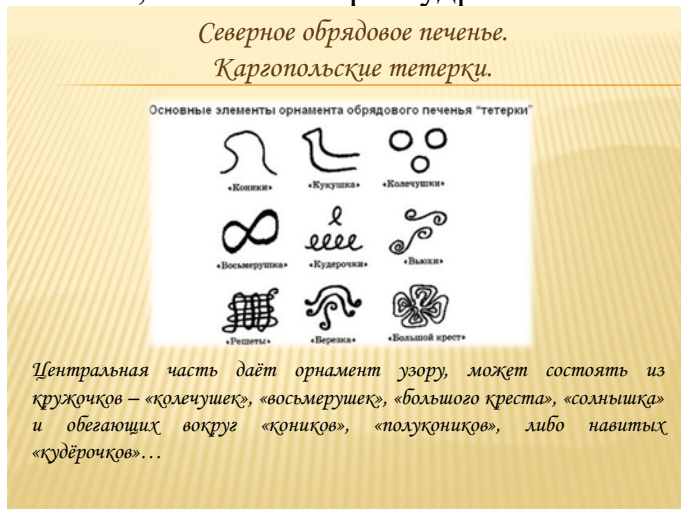 Северное обрядовое печенье.
Каргопольские тетерки.
Основные элементы орнамента обрядового печенья "тетерки"
«Коники» «Кукушка» «Колечушки»
«Восьмерушка» «Кудерочки» «Вьюхи»
«Решеты» «Березка» «Большой крест»
Центральная часть даёт орнамент узору, может состоять из
кружочков – «колечушек», «восьмерушек», «большого креста», «солнышка»
и обегающих вокруг «коников», «полукоников», либо навитых
«кудёрочков»…